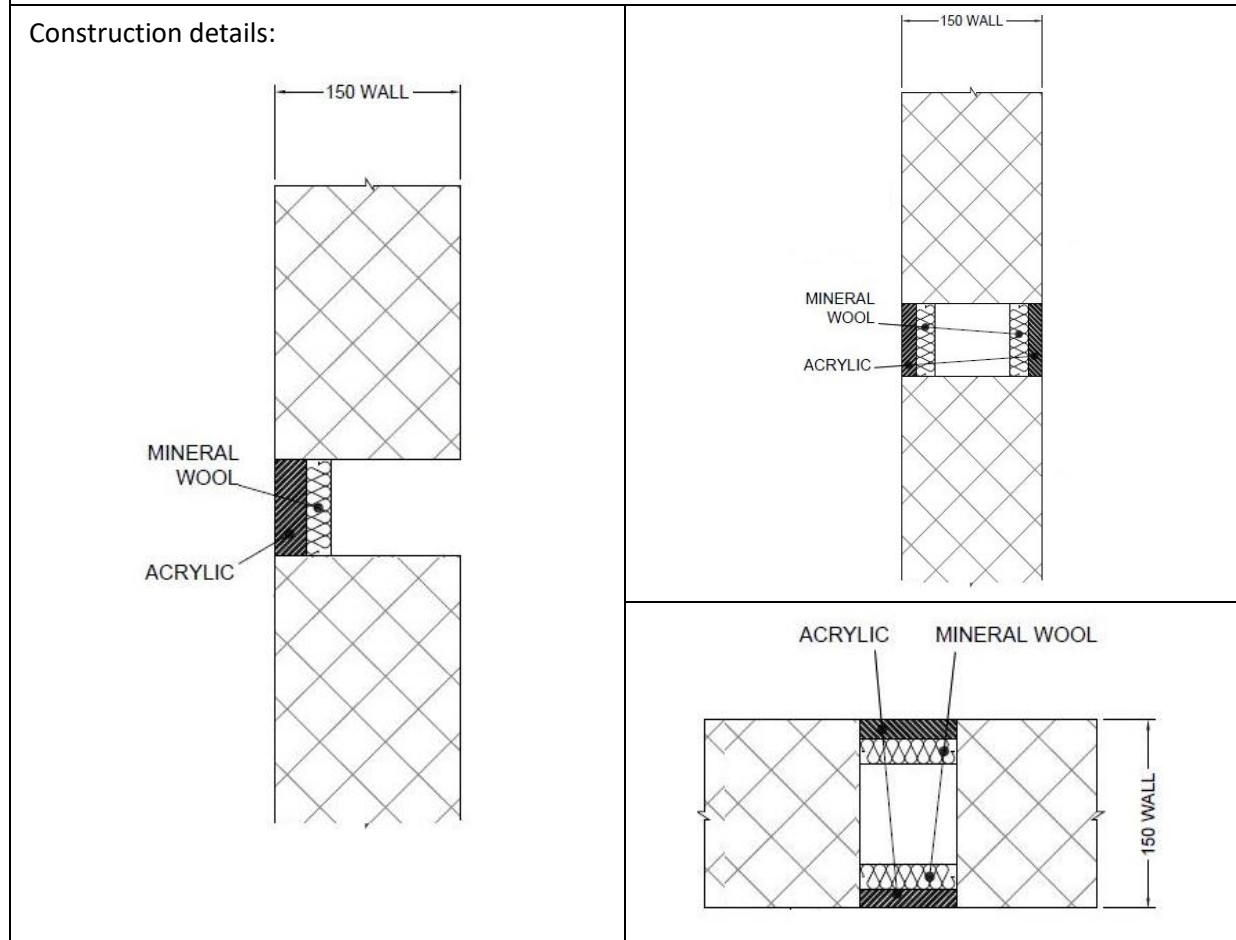 Construction details:
150 WALL
MINERAL
WOOL
ACRYLIC
150 WALL
MINERAL
WOOL
ACRYLIC
ACRYLIC
MINERAL WOOL
150 WALL